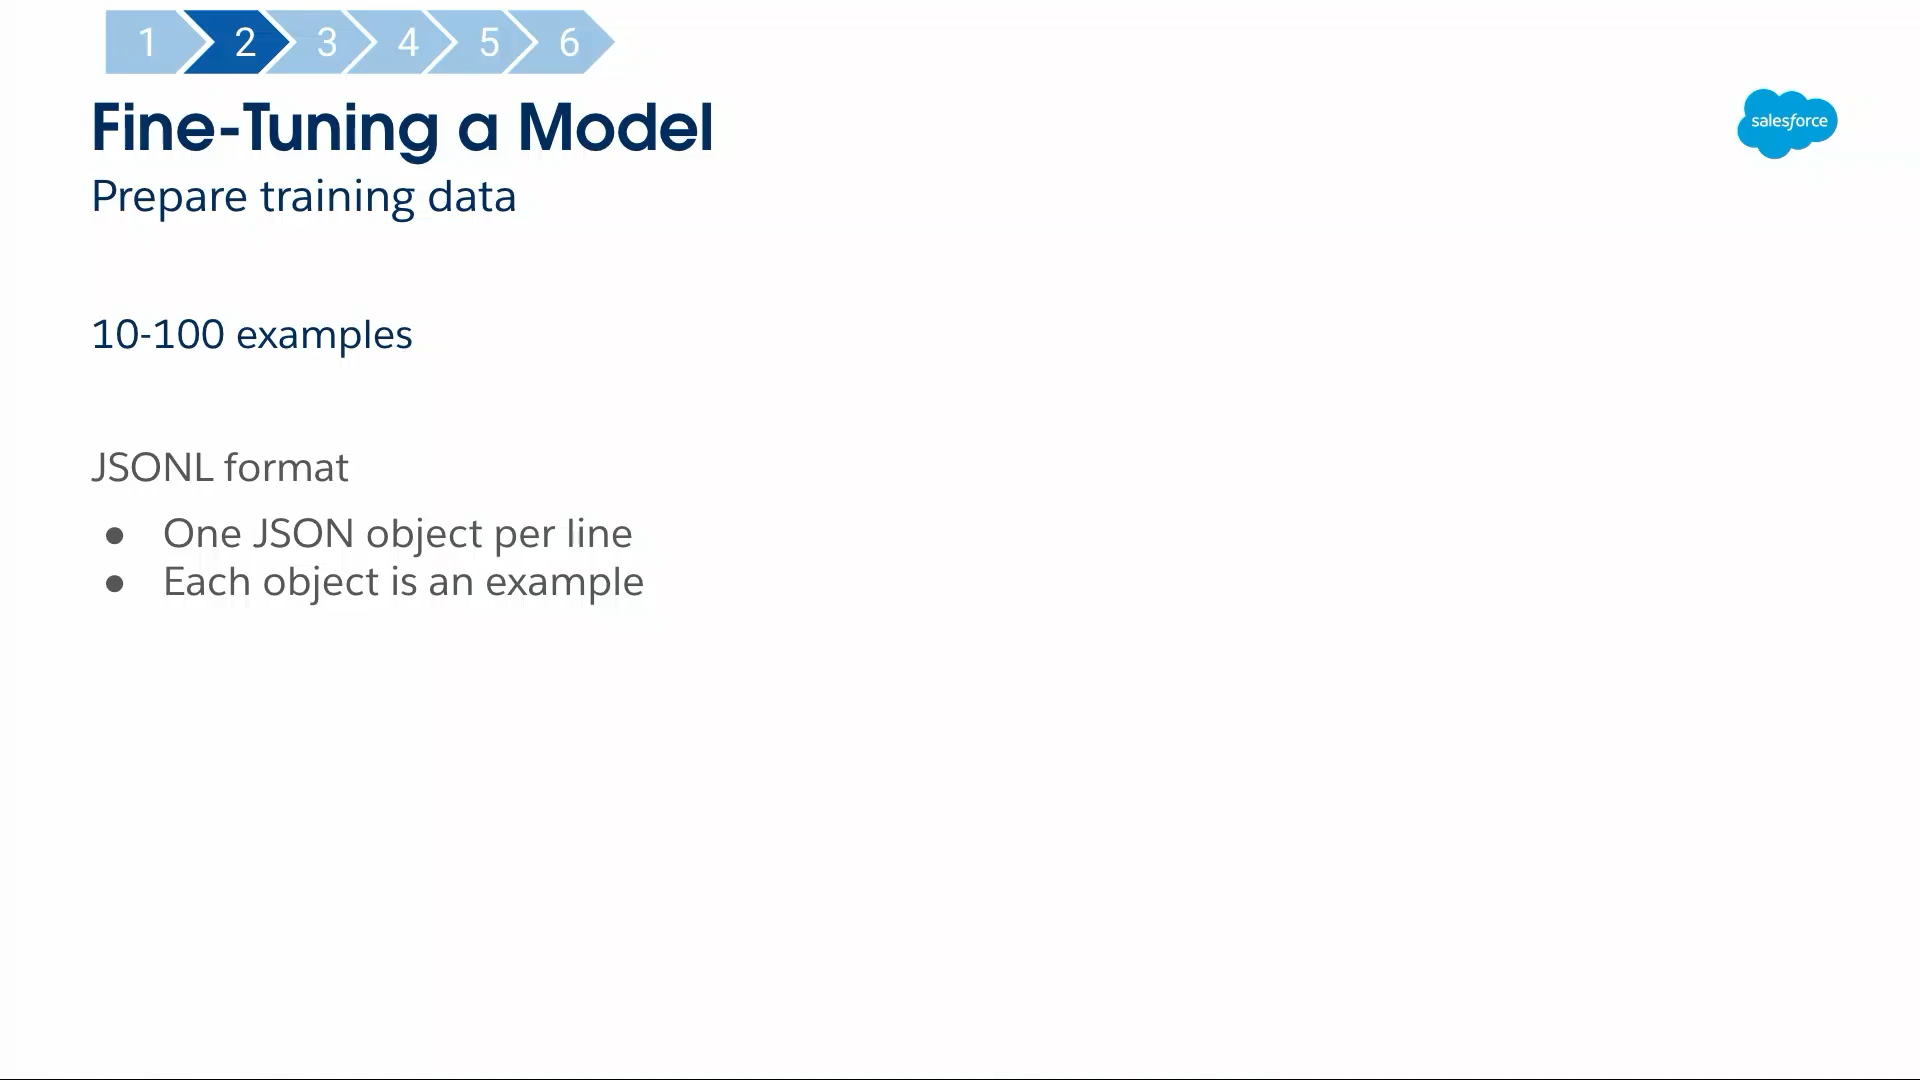 1 2 3 4 5 6
Fine-Tuning a Model
salesforce
Prepare training data
10-100 examples
JSONL format
● One JSON object per line
● Each object is an example